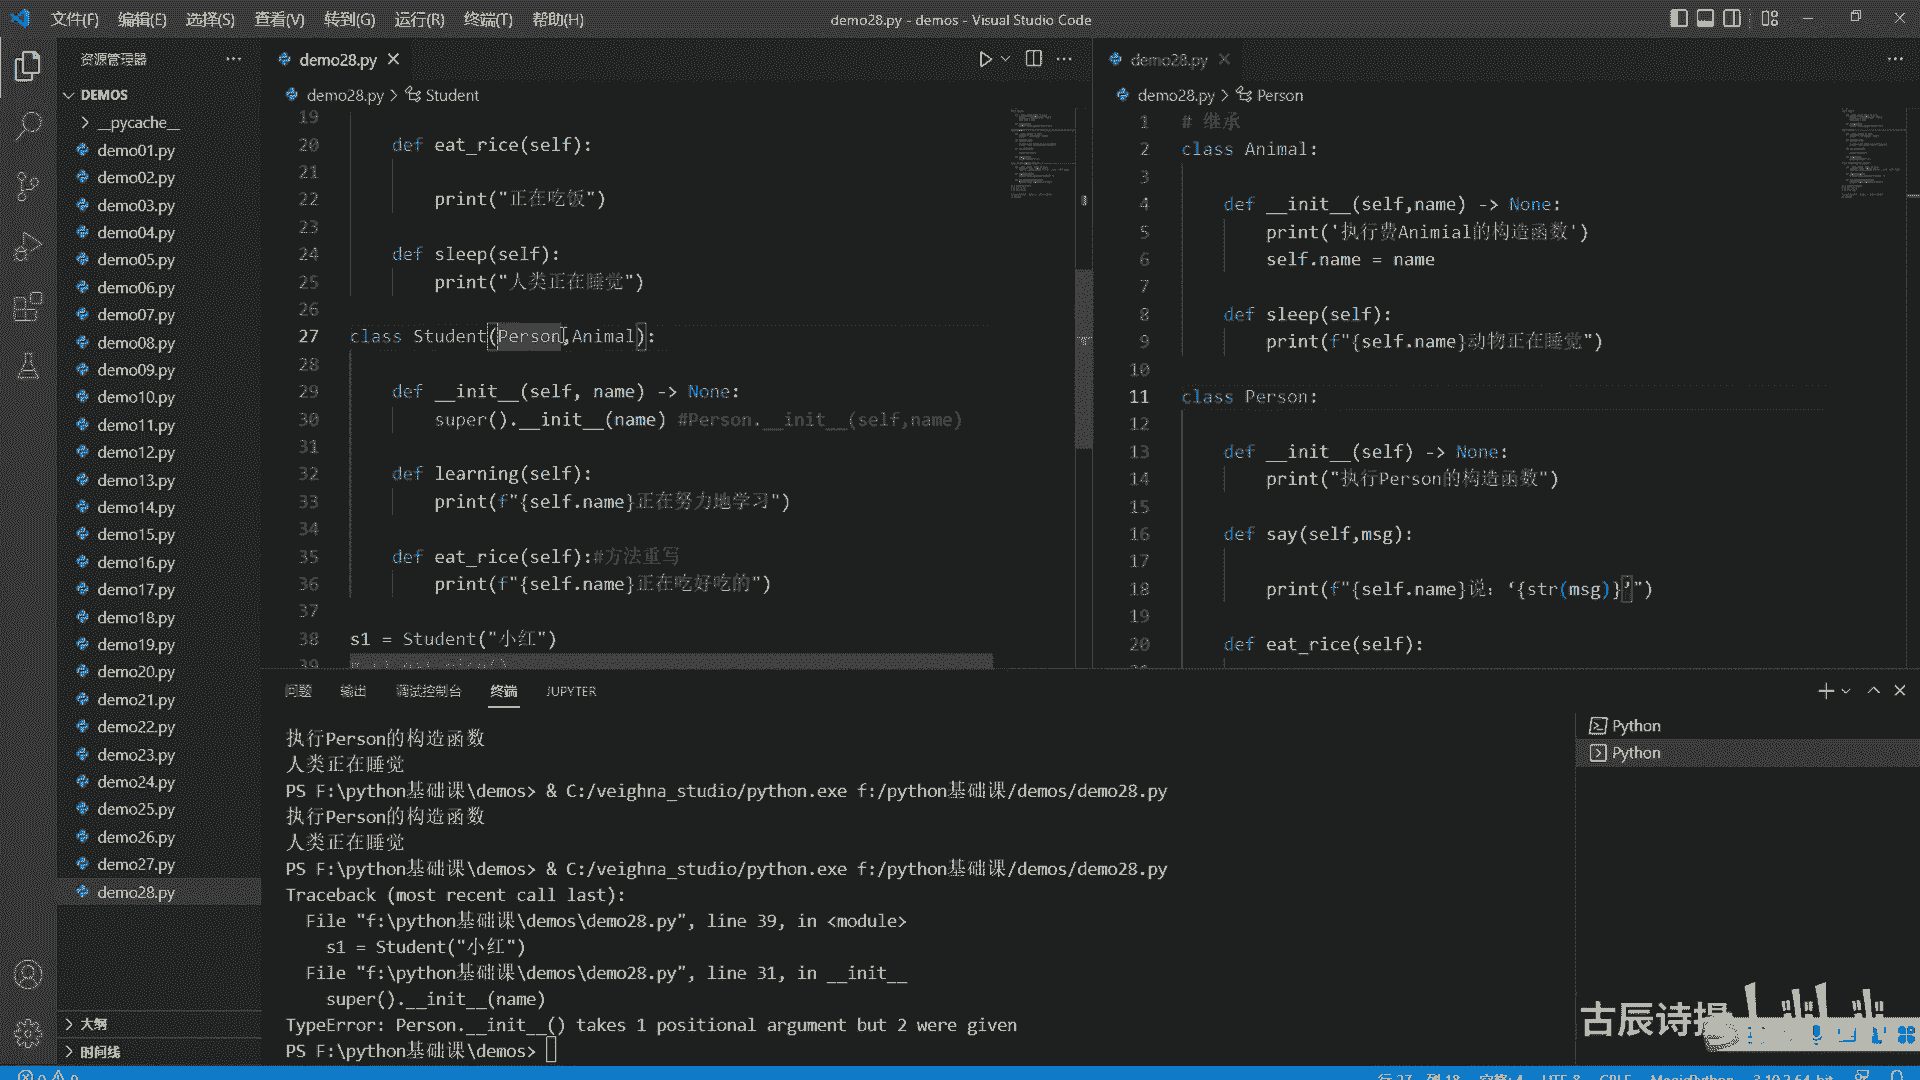 文件(F) 编辑(E) 选择(S) 查看(V) 转到(G) 运行(R) 终端(T) 帮助(H)
demo28.py - demos - Visual Studio Code
资源管理器
DEMOS
__pycache__
demo01.py
demo02.py
demo03.py
demo04.py
demo05.py
demo06.py
demo07.py
demo08.py
demo09.py
demo10.py
demo11.py
demo12.py
demo13.py
demo14.py
demo15.py
demo16.py
demo17.py
demo18.py
demo19.py
demo20.py
demo21.py
demo22.py
demo23.py
demo24.py
demo25.py
demo26.py
demo27.py
demo28.py
大纲
时间线
demo28.py
demo28.py > Student
19
20 def eat_rice(self):
21
22 print("正在吃饭")
23
24 def sleep(self):
25 print("人类正在睡觉")
26
27 class Student(Person,Animal):
28
29 def __init__(self, name) -> None:
30 super().__init__(name) #Person.__init__(self,name)
31
32 def learning(self):
33 print(f"{self.name}正在努力地学习")
34
35 def eat_rice(self):#方法重写
36 print(f"{self.name}正在吃好吃的")
37
38 s1 = Student("小红")
39
demo28.py
demo28.py > Person
1 # 继承
2 class Animal:
3
4 def __init__(self,name) -> None:
5 print('执行费Animial的构造函数')
6 self.name = name
7
8 def sleep(self):
9 print(f"{self.name}动物正在睡觉")
10
11 class Person:
12
13 def __init__(self) -> None:
14 print("执行Person的构造函数")
15
16 def say(self,msg):
17
18 print(f"{self.name}说：‘{str(msg)}’")
19
20 def eat_rice(self):
问题 输出 调试控制台 终端 JUPYTER
执行Person的构造函数
人类正在睡觉
PS F:\python基础课\demos> & C:/veighna_studio/python.exe f:/python基础课/demos/demo28.py
执行Person的构造函数
人类正在睡觉
PS F:\python基础课\demos> & C:/veighna_studio/python.exe f:/python基础课/demos/demo28.py
Traceback (most recent call last):
File "f:\python基础课\demos\demo28.py", line 39, in <module>
s1 = Student("小红")
File "f:\python基础课\demos\demo28.py", line 31, in __init__
super().__init__(name)
TypeError: Person.__init__() takes 1 positional argument but 2 were given
PS F:\python基础课\demos>
Python
Python
古辰诗提